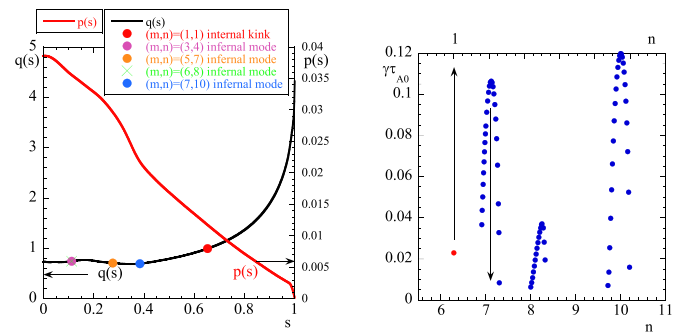 p(s)
q(s)
(m,n)=(1,1) internal kink
(m,n)=(3,4) infernal mode
(m,n)=(5,7) infernal mode
(m,n)=(6,8) infernal mode
(m,n)=(7,10) infernal mode
5
q(s)
4
3
2
1
0
0 0.2 0.4 0.6 0.8 1
s
0.04
p(s)
0.03
0.025
0.02
0.015
0.01
0.005
0
q(s)
p(s)
1 n
0.12
γτA0
0.1
0.08
0.06
0.04
0.02
0
6 7 8 9 10 11
n